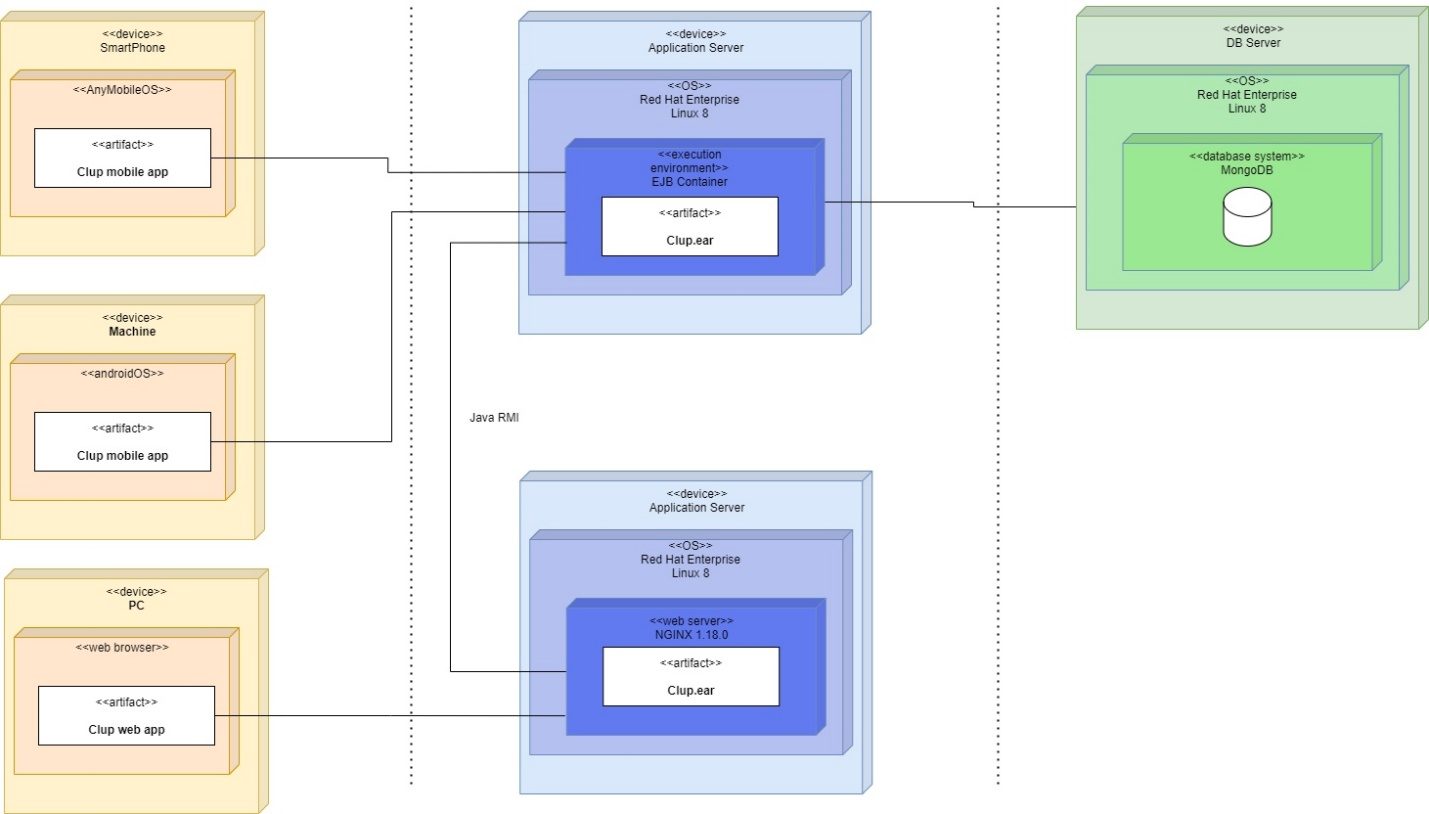 <<device>>
SmartPhone
<<AnyMobileOS>>
<<artifact>>
Clup mobile app
<<device>>
Machine
<<androidOS>>
<<artifact>>
Clup mobile app
<<device>>
PC
<<web browser>>
<<artifact>>
Clup web app
<<device>>
Application Server
<<OS>>
Red Hat Enterprise
Linux 8
<<execution
environment>>
EJB Container
<<artifact>>
Clup.ear
Java RMI
<<device>>
Application Server
<<OS>>
Red Hat Enterprise
Linux 8
<<web server>>
NGINX 1.18.0
<<artifact>>
Clup.ear
<<device>>
DB Server
<<OS>>
Red Hat Enterprise
Linux 8
<<database system>>
MongoDB